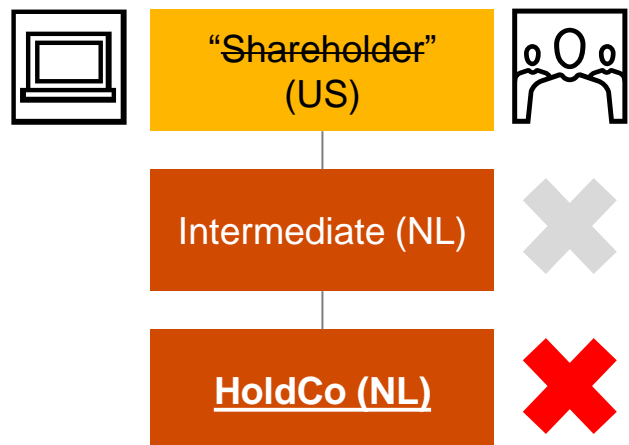 “Shareholder”
(US)
Intermediate (NL)
HoldCo (NL)